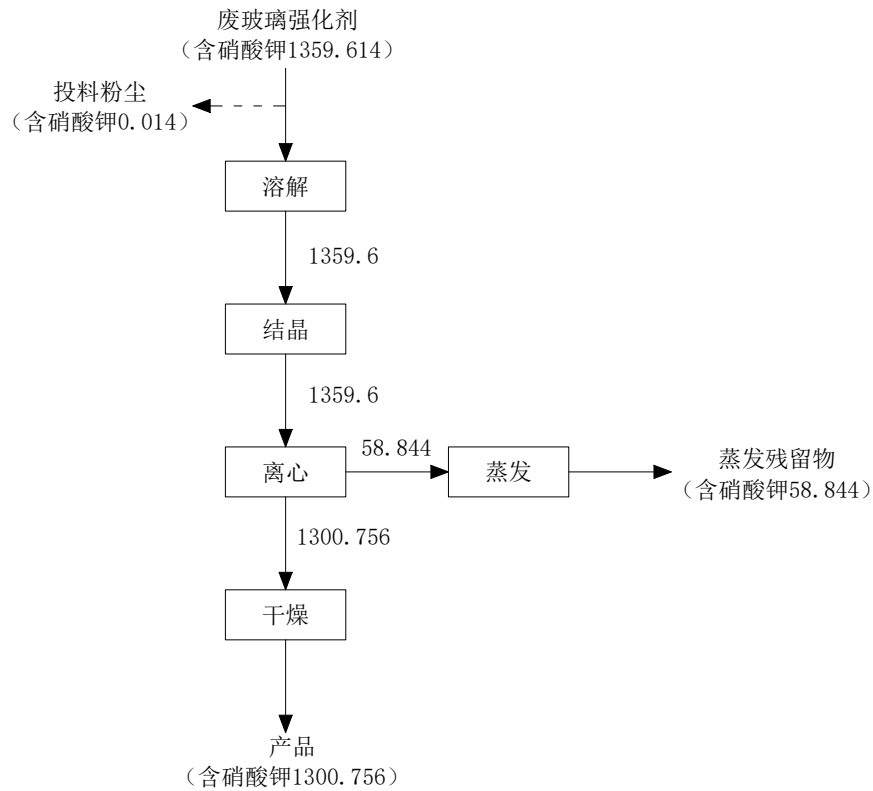 废玻璃强化剂
（含硝酸钾1359.614）
投料粉尘
（含硝酸钾0.014）
溶解
1359.6
结晶
1359.6
离心
58.844
蒸发
蒸发残留物
（含硝酸钾58.844）
1300.756
干燥
产品
（含硝酸钾1300.756）